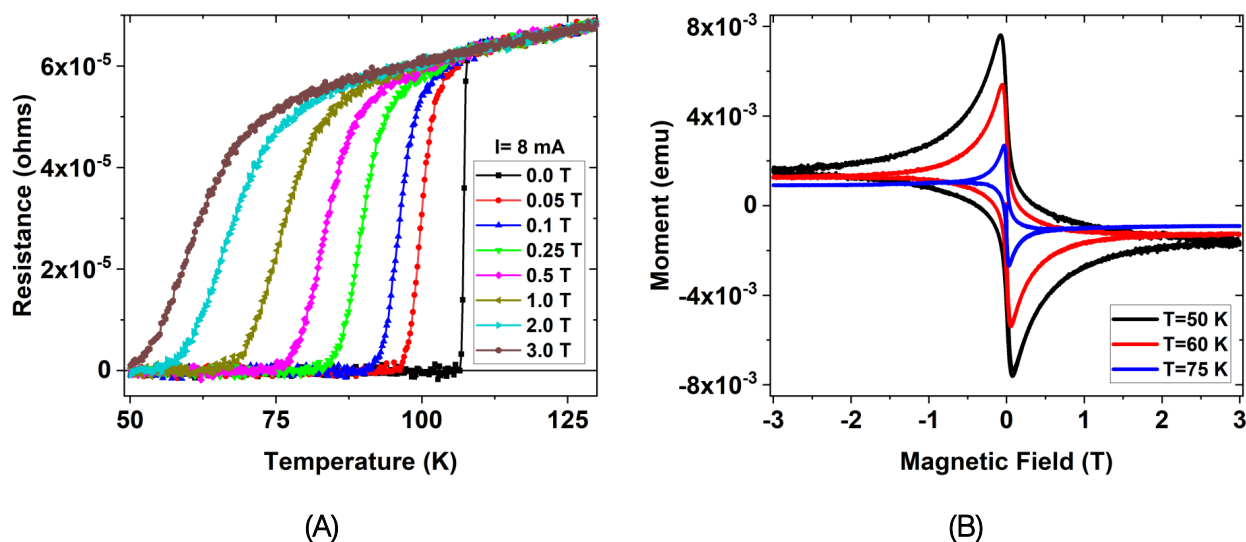 Resistance (ohms)
6x10-5
4x10-5
2x10-5
0
50
75
100
125
Temperature (K)
I= 8 mA
0.0 T
0.05 T
0.1 T
0.25 T
0.5 T
1.0 T
2.0 T
3.0 T
(A)
Moment (emu)
8x10-3
4x10-3
0
-4x10-3
-8x10-3
-3
-2
-1
0
1
2
3
Magnetic Field (T)
T=50 K
T=60 K
T=75 K
(B)